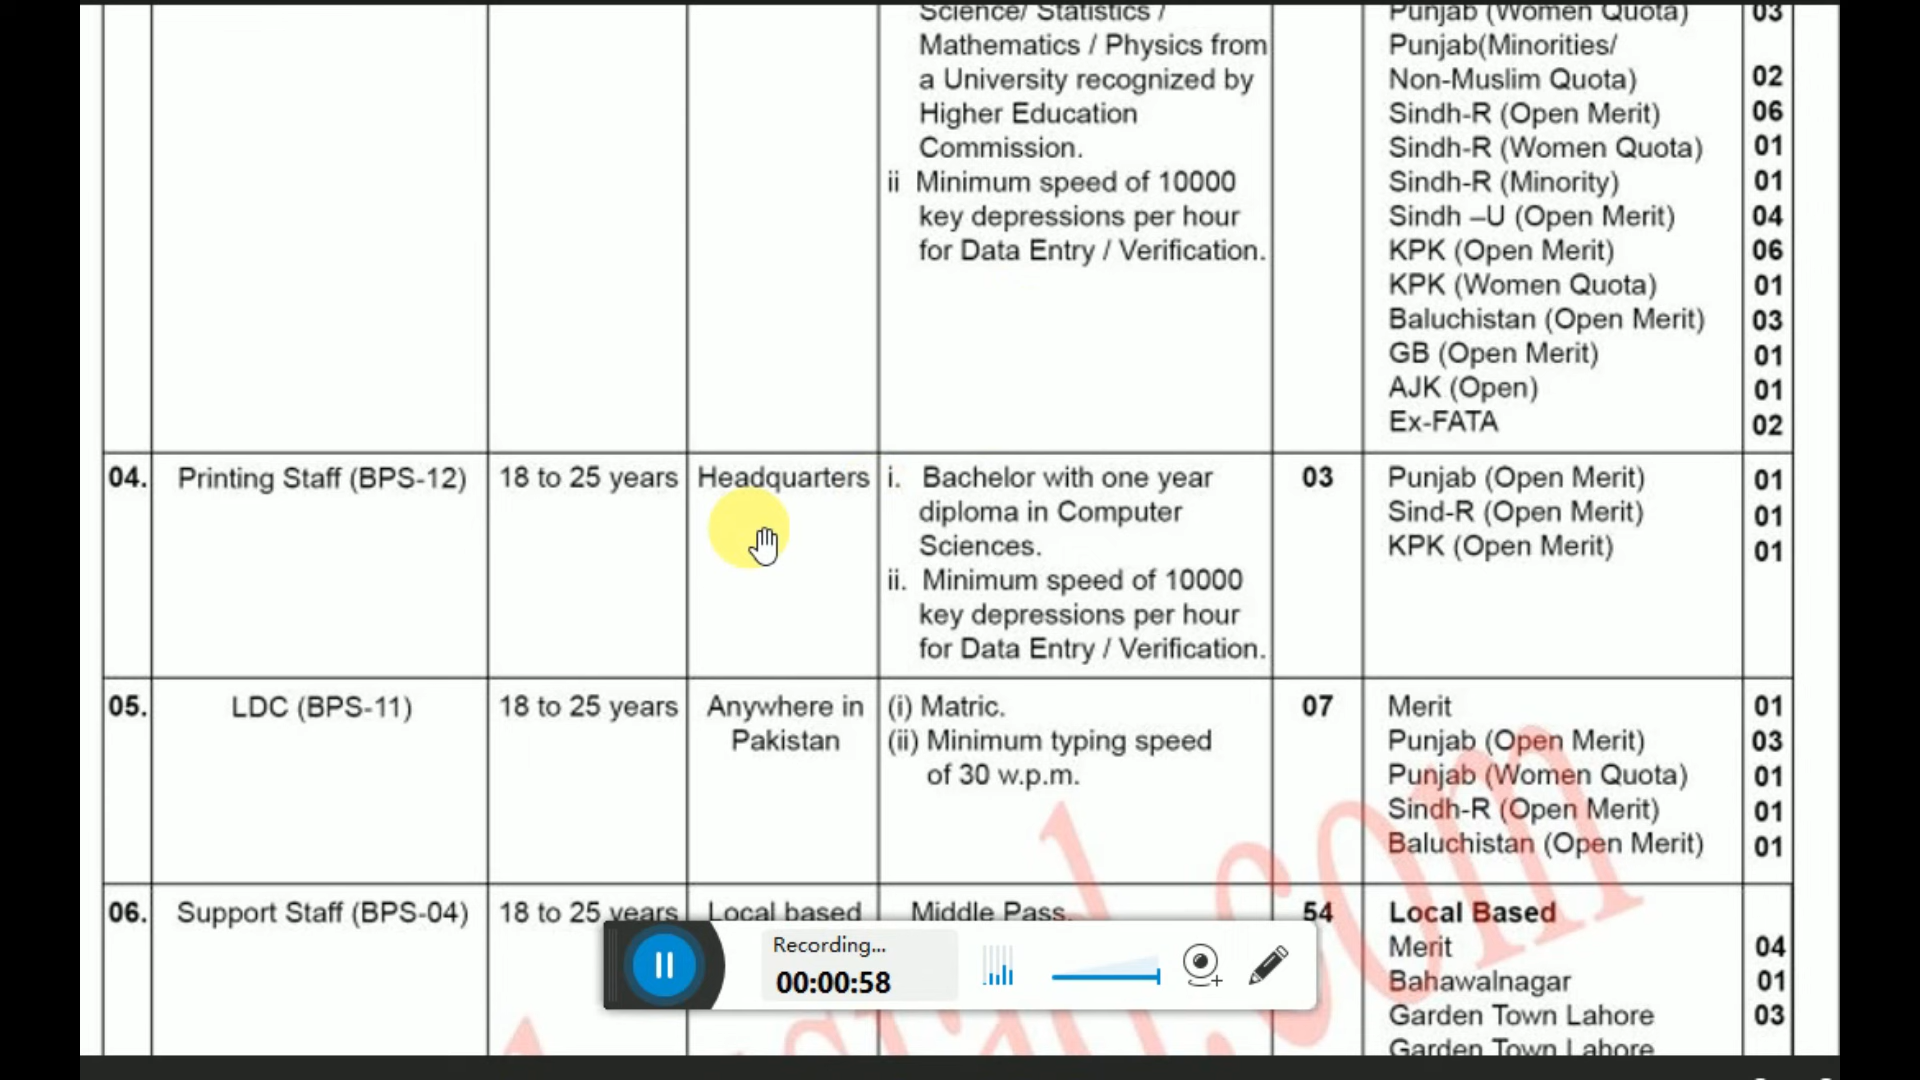 Science/ Statistics /
Mathematics / Physics from
a University recognized by
Higher Education
Commission.
ii Minimum speed of 10000
key depressions per hour
for Data Entry / Verification.
Punjab (Women Quota) 03
Punjab(Minorities/
Non-Muslim Quota) 02
Sindh-R (Open Merit) 06
Sindh-R (Women Quota) 01
Sindh-R (Minority) 01
Sindh –U (Open Merit) 04
KPK (Open Merit) 06
KPK (Women Quota) 01
Baluchistan (Open Merit) 03
GB (Open Merit) 01
AJK (Open) 01
Ex-FATA 02
04. Printing Staff (BPS-12) 18 to 25 years Headquarters
i. Bachelor with one year
diploma in Computer
Sciences.
ii. Minimum speed of 10000
key depressions per hour
for Data Entry / Verification.
03
Punjab (Open Merit) 01
Sind-R (Open Merit) 01
KPK (Open Merit) 01
05. LDC (BPS-11) 18 to 25 years
Anywhere in
Pakistan
(i) Matric.
(ii) Minimum typing speed
of 30 w.p.m.
07
Merit 01
Punjab (Open Merit) 03
Punjab (Women Quota) 01
Sindh-R (Open Merit) 01
Baluchistan (Open Merit) 01
06. Support Staff (BPS-04) 18 to 25 years Local based Middle Pass. 54
Local Based
Merit 04
Bahawalnagar 01
Garden Town Lahore 03
Garden Town Lahore
Recording...
00:00:58